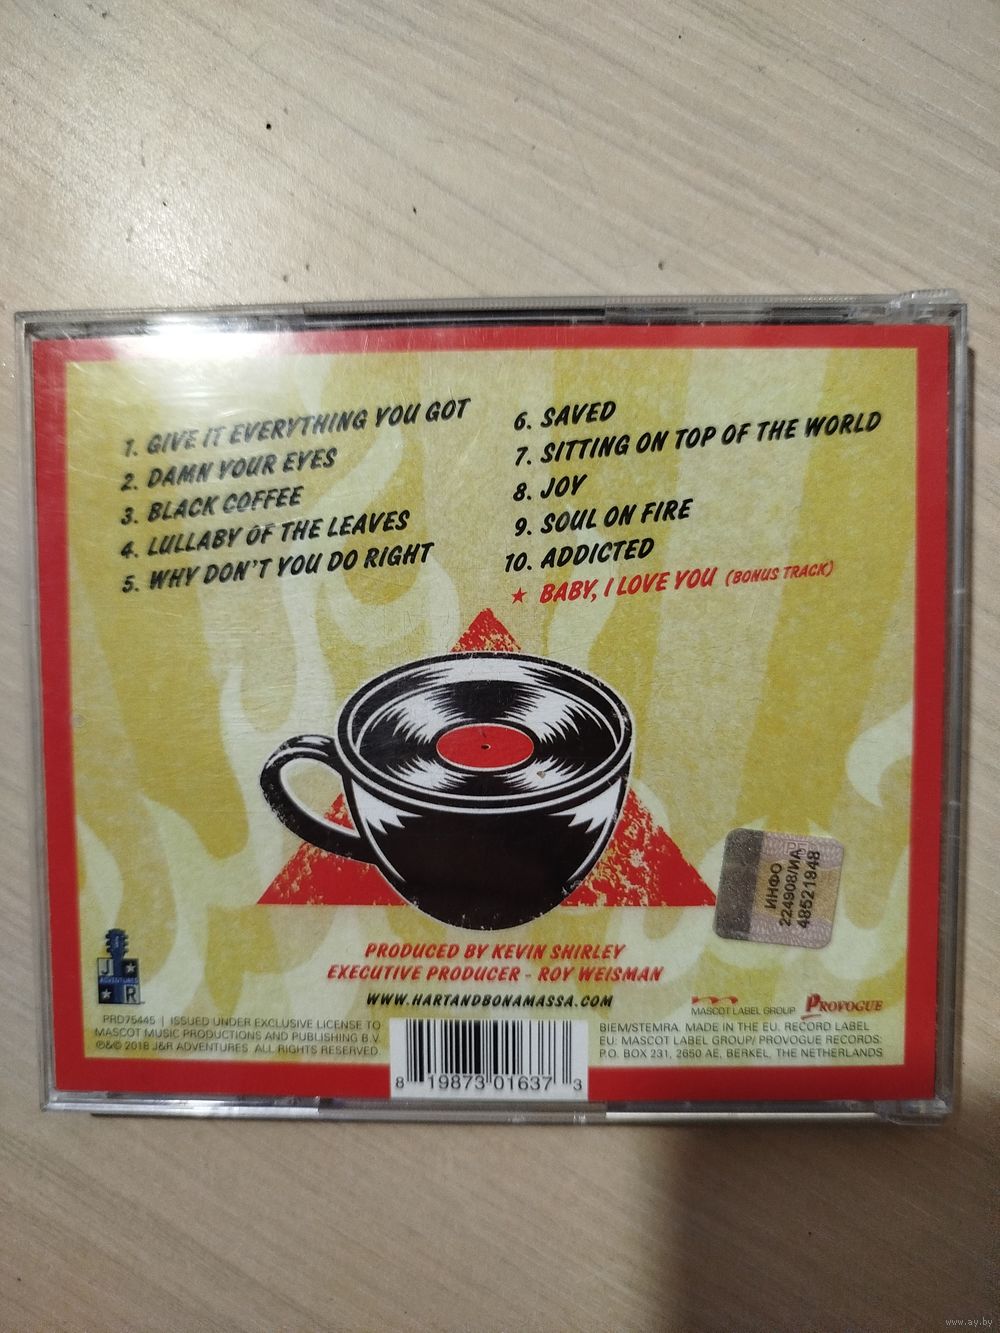 1. GIVE IT EVERYTHING YOU GOT
2. DAMN YOUR EYES
3. BLACK COFFEE
4. LULLABY OF THE LEAVES
5. WHY DON'T YOU DO RIGHT
6. SAVED
7. SITTING ON TOP OF THE WORLD
8. JOY
9. SOUL ON FIRE
10. ADDICTED
★ BABY, I LOVE YOU (BONUS TRACK)
ИНФО
224908/ИА
48521948
PRODUCED BY KEVIN SHIRLEY
EXECUTIVE PRODUCER - ROY WEISMAN
WWW.HARTANDBONAMASSA.COM
J
ADVENTURES
R
MASCOT LABEL GROUP
PROVOGUE
PRD75445 | ISSUED UNDER EXCLUSIVE LICENSE TO
MASCOT MUSIC PRODUCTIONS AND PUBLISHING B.V.
℗&© 2018 J&R ADVENTURES ALL RIGHTS RESERVED
8 19873 01637 3
BIEM/STEMRA. MADE IN THE EU. RECORD LABEL
EU: MASCOT LABEL GROUP/ PROVOGUE RECORDS:
P.O. BOX 231, 2650 AE, BERKEL, THE NETHERLANDS
www.ay.by